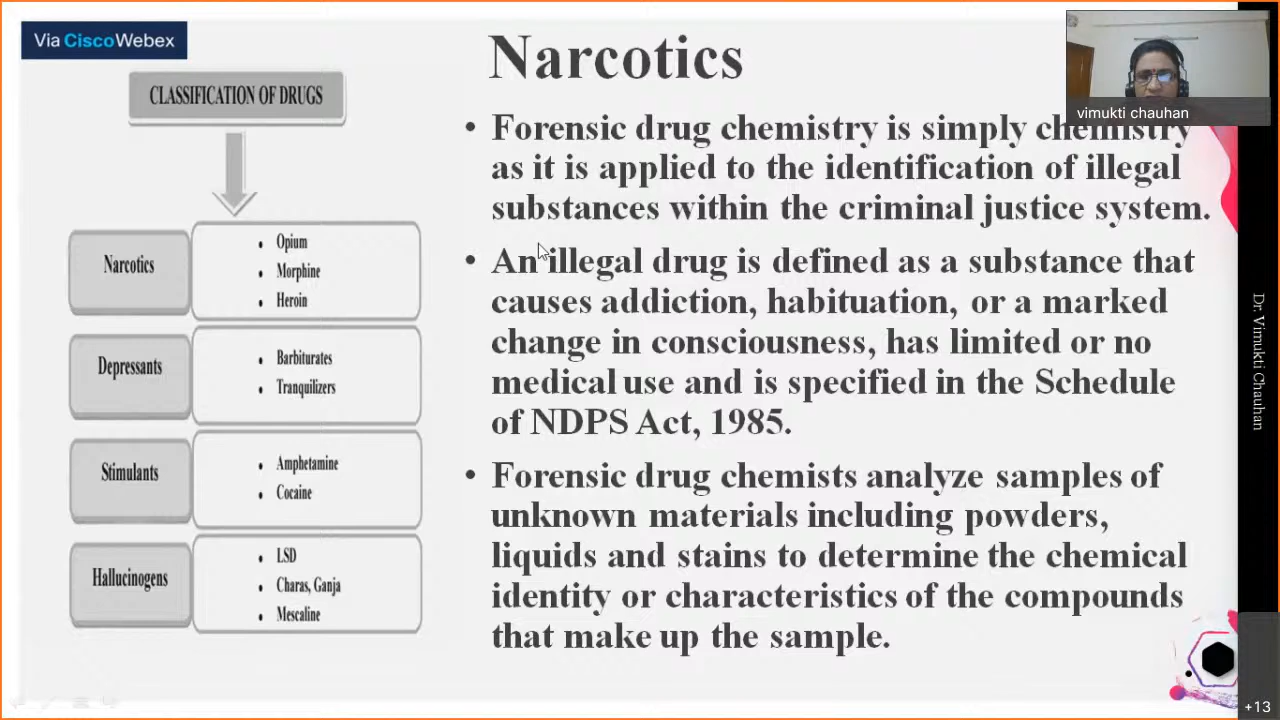 Via CiscoWebex
Narcotics
vimukti chauhan
CLASSIFICATION OF DRUGS
Narcotics
• Opium
• Morphine
• Heroin
Depressants
• Barbiturates
• Tranquilizers
Stimulants
• Amphetamine
• Cocaine
Hallucinogens
• LSD
• Charas, Ganja
• Mescaline
• Forensic drug chemistry is simply chemistry
as it is applied to the identification of illegal
substances within the criminal justice system.
• An illegal drug is defined as a substance that
causes addiction, habituation, or a marked
change in consciousness, has limited or no
medical use and is specified in the Schedule
of NDPS Act, 1985.
• Forensic drug chemists analyze samples of
unknown materials including powders,
liquids and stains to determine the chemical
identity or characteristics of the compounds
that make up the sample.
Dr. Vimukti Chauhan
+13